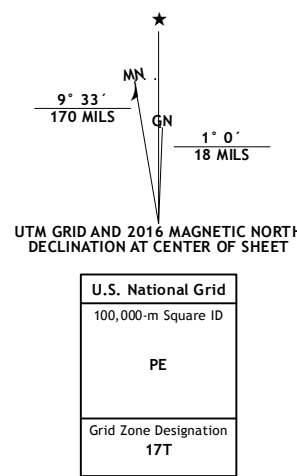 ★
MN
9° 33´
170 MILS
GN
1° 0´
18 MILS
UTM GRID AND 2016 MAGNETIC NORTH
DECLINATION AT CENTER OF SHEET
U.S. National Grid
100,000-m Square ID
PE
Grid Zone Designation
17T